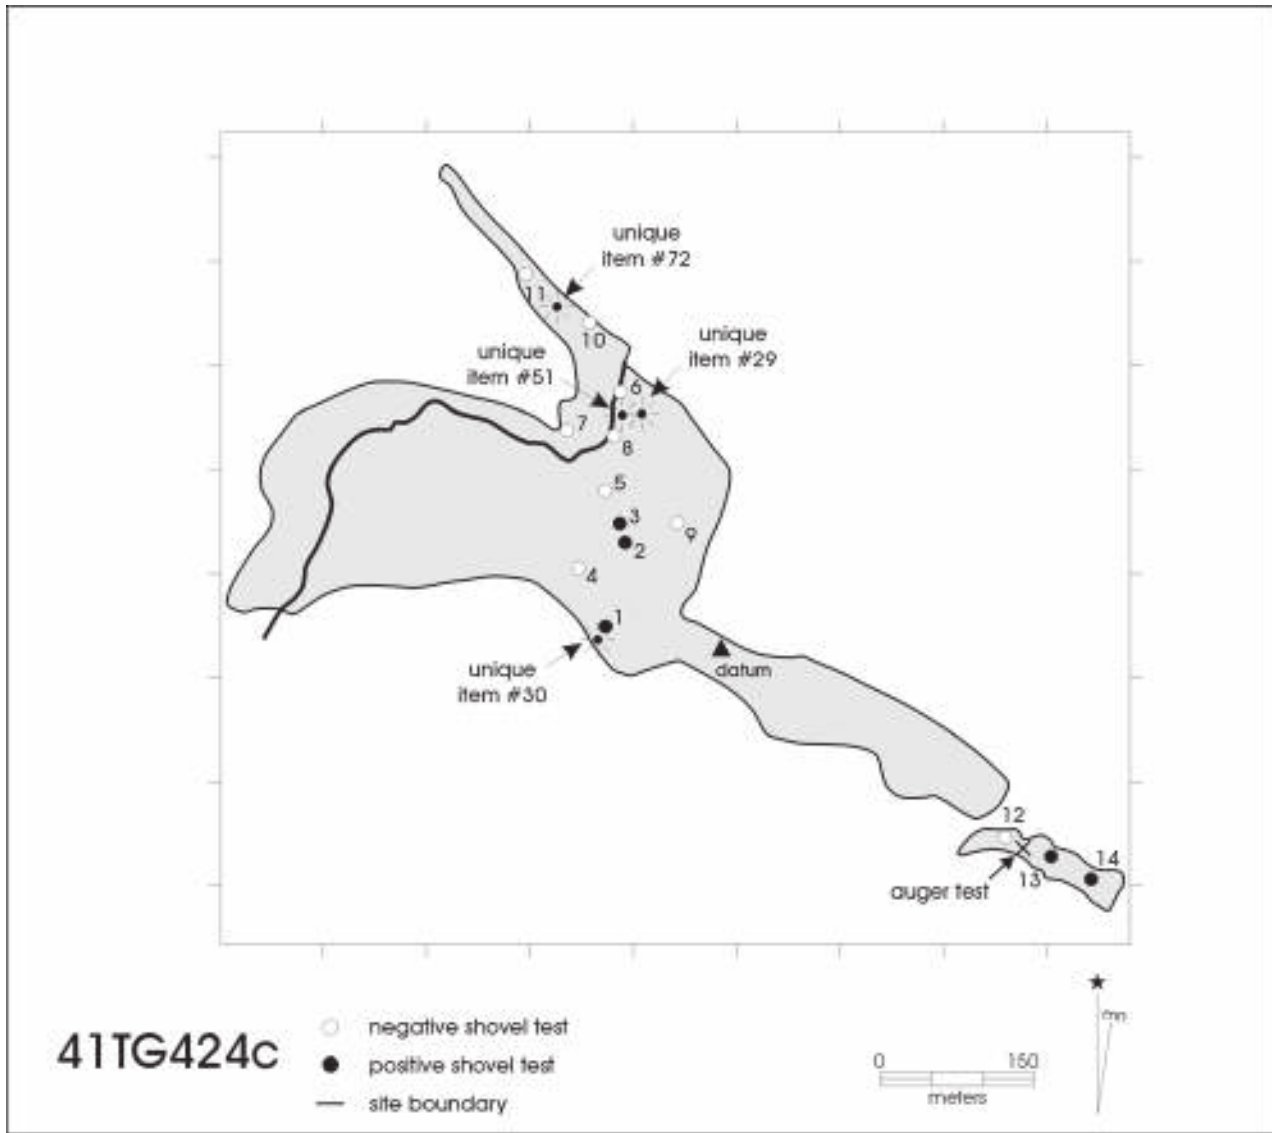 unique
item #72
11
10
unique
item #29
unique
item #51
6
7
8
5
3
2
9
4
1
datum
unique
item #30
12
14
13
auger test
mn
41TG424c
negative shovel test
positive shovel test
site boundary
0 150
meters